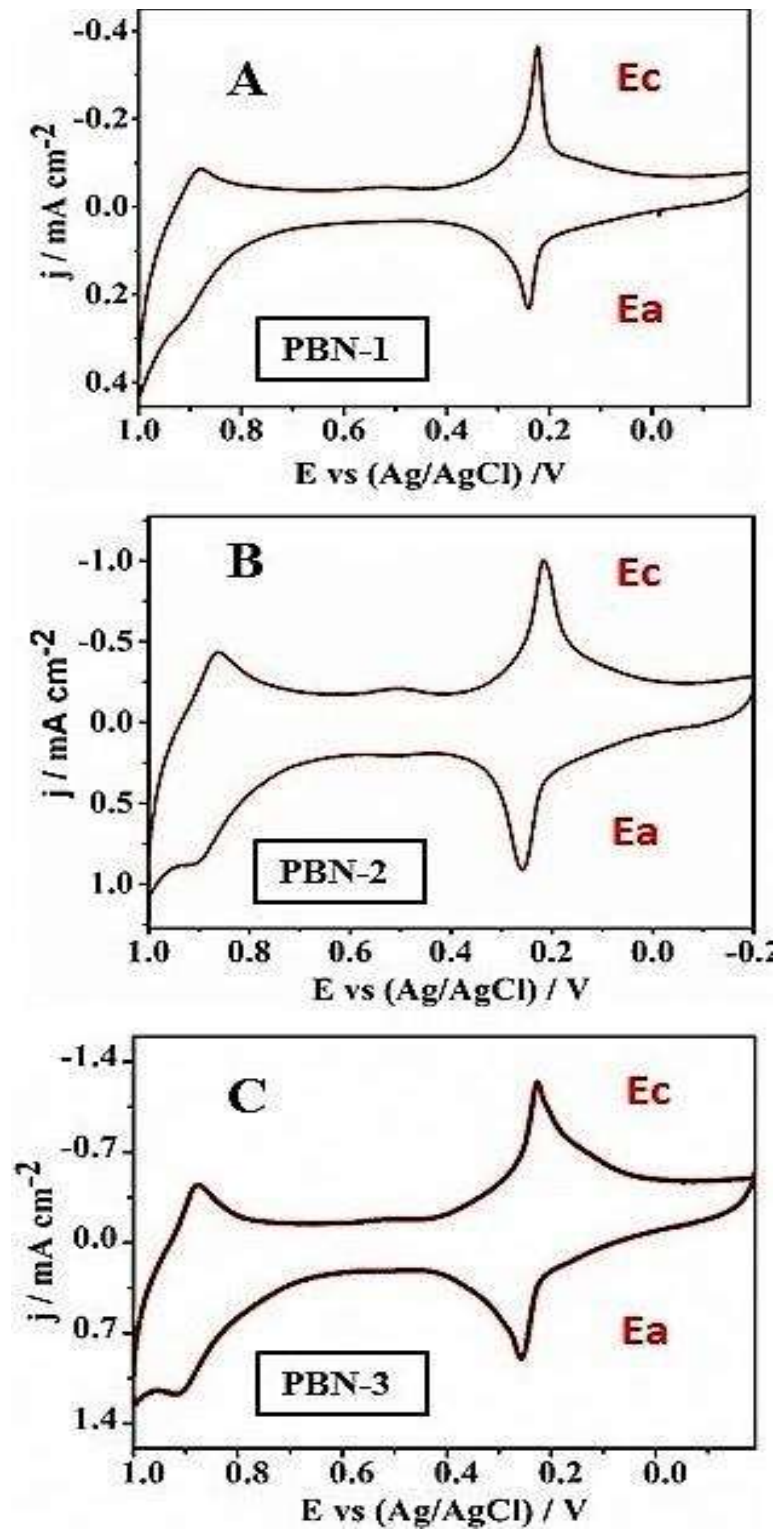 A
Ec
-0.4
-0.2
0.0
0.2
0.4
j / mA cm-2
Ea
PBN-1
1.0 0.8 0.6 0.4 0.2 0.0
E vs (Ag/AgCl) /V
B
Ec
-1.0
-0.5
0.0
0.5
1.0
j / mA cm-2
Ea
PBN-2
1.0 0.8 0.6 0.4 0.2 0.0 -0.2
E vs (Ag/AgCl) / V
C
Ec
-1.4
-0.7
0.0
0.7
1.4
j / mA cm-2
Ea
PBN-3
1.0 0.8 0.6 0.4 0.2 0.0
E vs (Ag/AgCl) / V